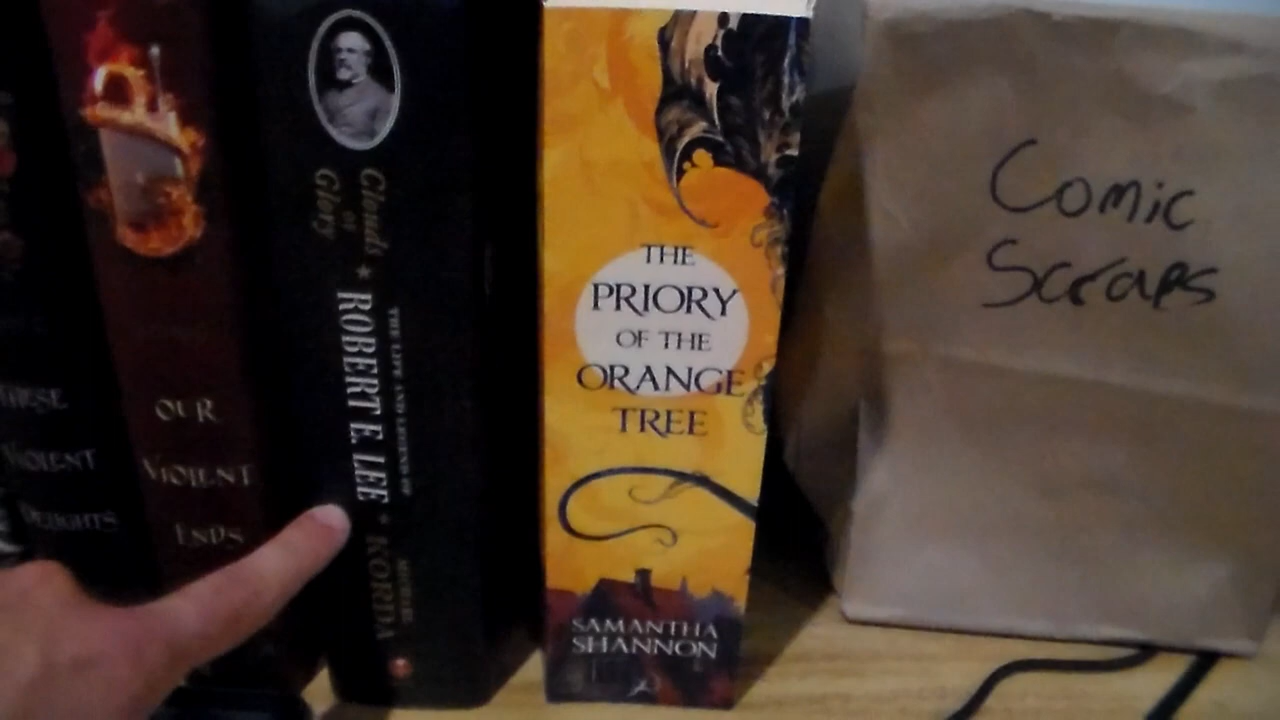 THESE
VIOLENT
DELIGHTS
OUR
VIOLENT
ENDS
Clouds
of
Glory
THE LIFE AND LEGEND OF
ROBERT E. LEE
KORDA
THE
PRIORY
OF THE
ORANGE
TREE
SAMANTHA
SHANNON
Comic
Scraps